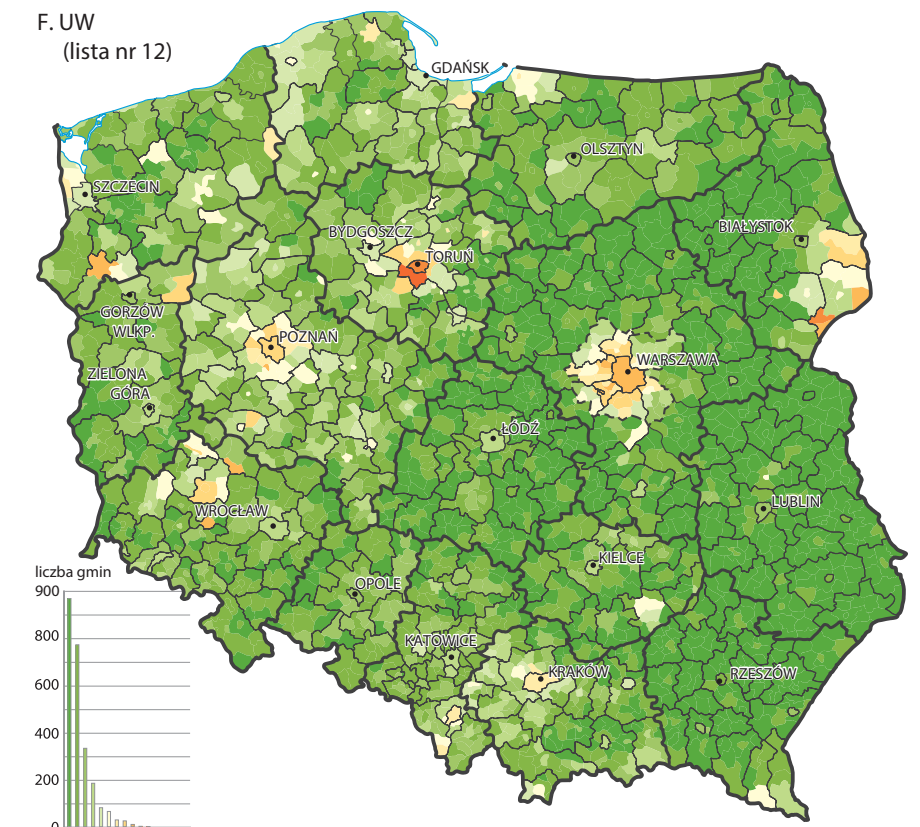 F. UW
(lista nr 12)
GDAŃSK
OLSZTYN
SZCZECIN
BIAŁYSTOK
BYDGOSZCZ
TORUŃ
GORZÓW
WLKP.
POZNAŃ
WARSZAWA
ZIELONA
GÓRA
ŁÓDŹ
WROCŁAW
LUBLIN
KIELCE
liczba gmin
OPOLE
900
800
600
400
200
0
KATOWICE
KRAKÓW
RZESZÓW